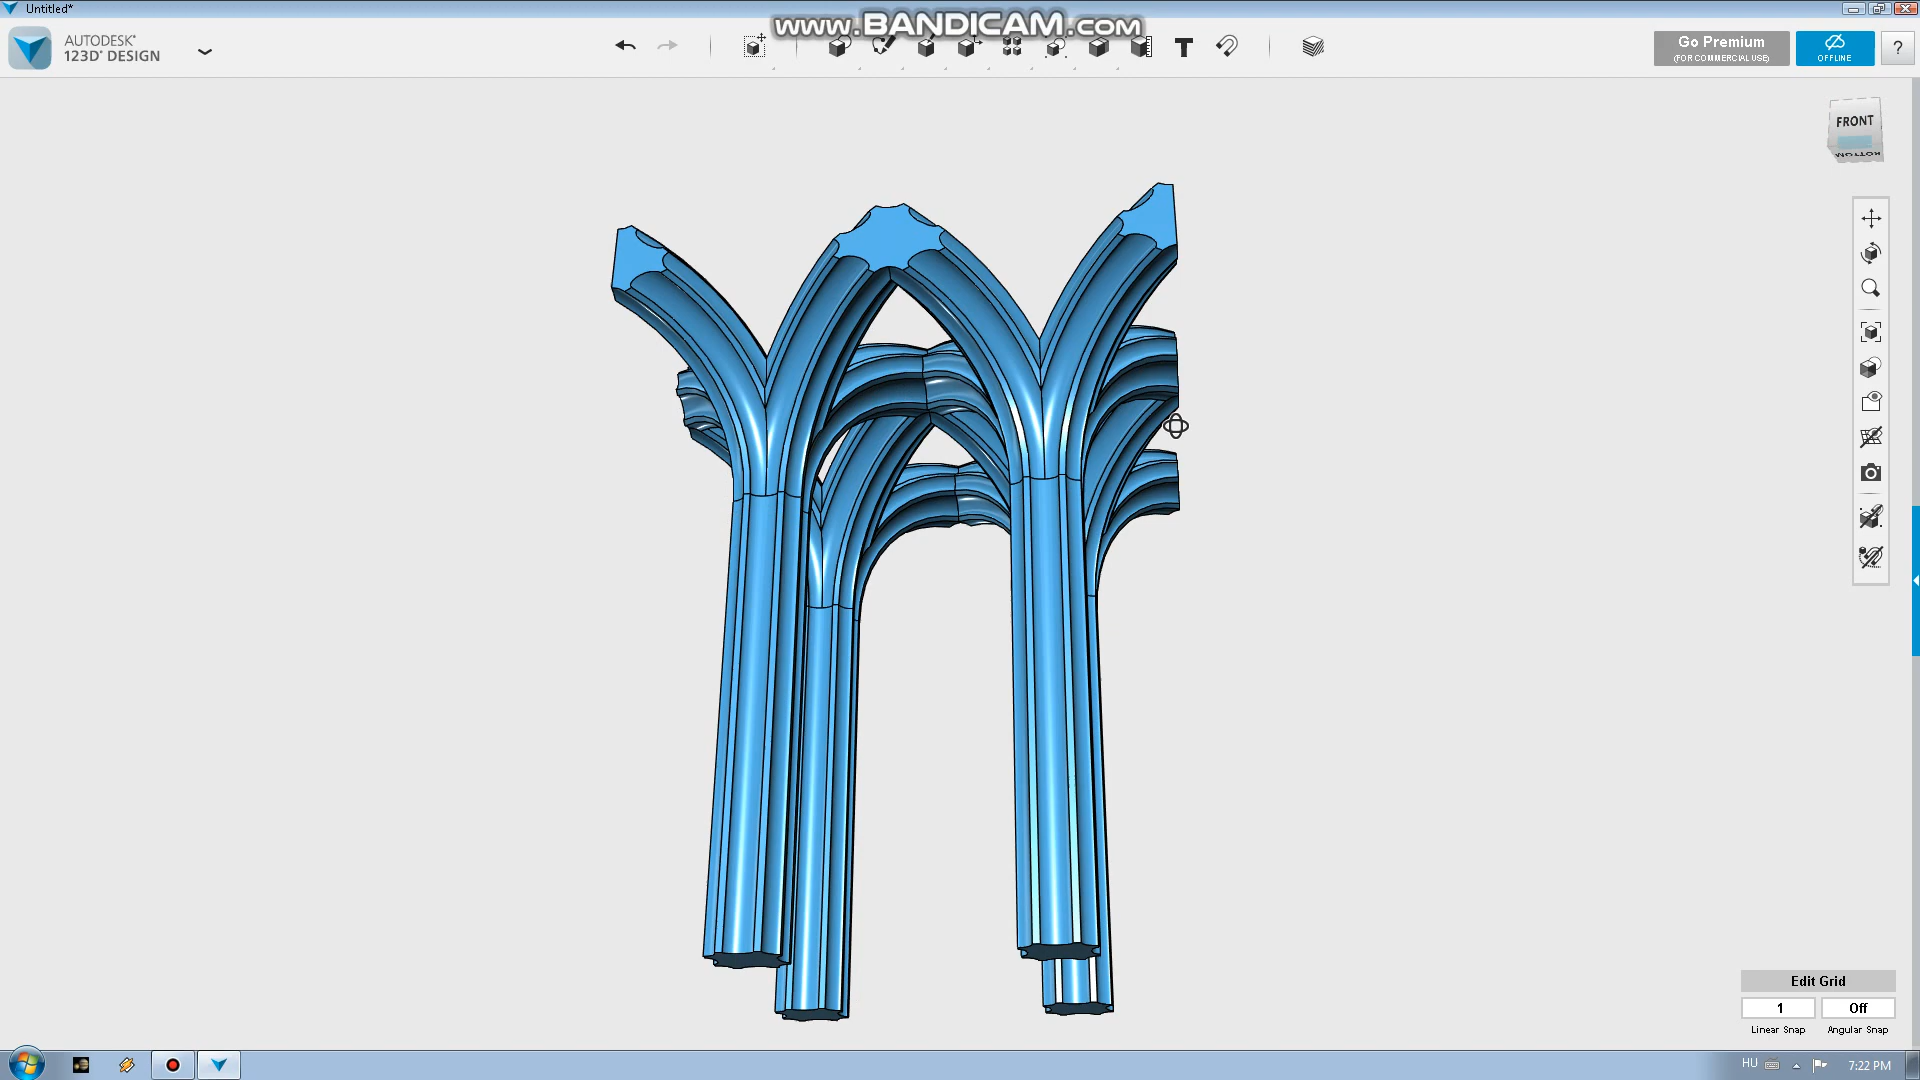 Untitled*
www.BANDICAM.com
AUTODESK®
123D® DESIGN
T
Go Premium
(FOR COMMERCIAL USE)
OFFLINE
?
FRONT
BOTTOM
Edit Grid
1
Off
Linear Snap
Angular Snap
HU
7:22 PM